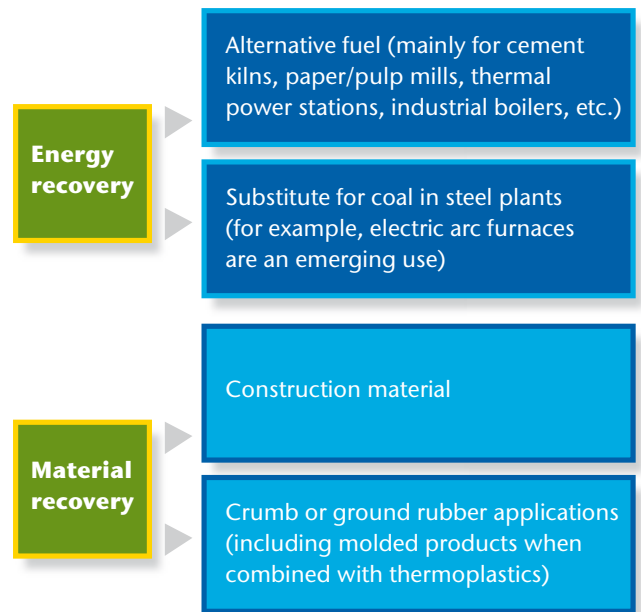 Energy
recovery
Alternative fuel (mainly for cement
kilns, paper/pulp mills, thermal
power stations, industrial boilers, etc.)
Substitute for coal in steel plants
(for example, electric arc furnaces
are an emerging use)
Material
recovery
Construction material
Crumb or ground rubber applications
(including molded products when
combined with thermoplastics)